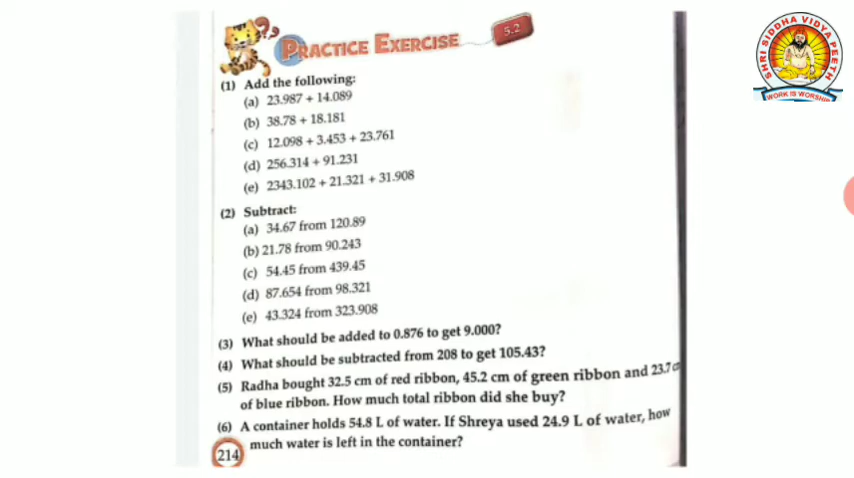 PRACTICE EXERCISE 5.2
(1) Add the following:
(a) 23.987 + 14.089
(b) 38.78 + 18.181
(c) 12.098 + 3.453 + 23.761
(d) 256.314 + 91.231
(e) 2343.102 + 21.321 + 31.908
(2) Subtract:
(a) 34.67 from 120.89
(b) 21.78 from 90.243
(c) 54.45 from 439.45
(d) 87.654 from 98.321
(e) 43.324 from 323.908
(3) What should be added to 0.876 to get 9.000?
(4) What should be subtracted from 208 to get 105.43?
(5) Radha bought 32.5 cm of red ribbon, 45.2 cm of green ribbon and 23.7
of blue ribbon. How much total ribbon did she buy?
(6) A container holds 54.8 L of water. If Shreya used 24.9 L of water, how
much water is left in the container?
214
SHRI SIDDHA VIDYA PEETH
WORK IS WORSHIP